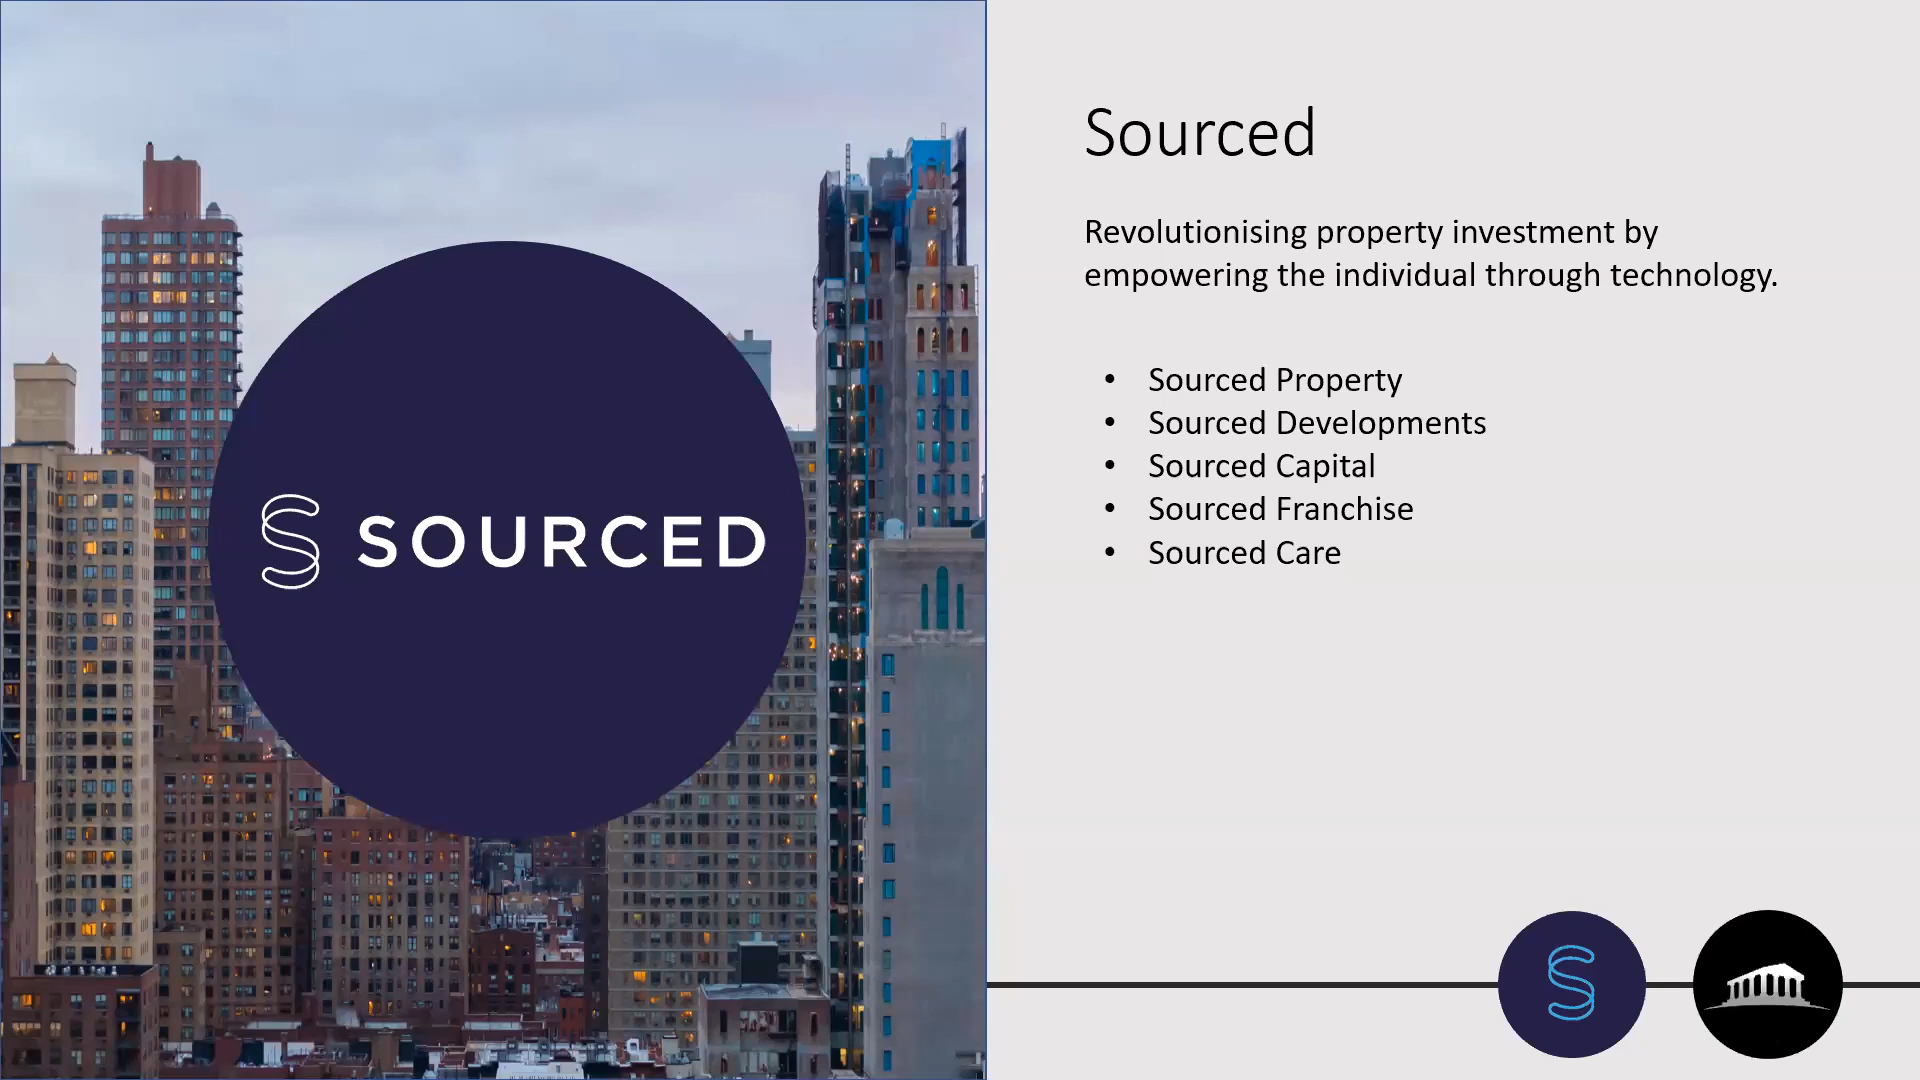 SOURCED
Sourced
Revolutionising property investment by
empowering the individual through technology.
• Sourced Property
• Sourced Developments
• Sourced Capital
• Sourced Franchise
• Sourced Care